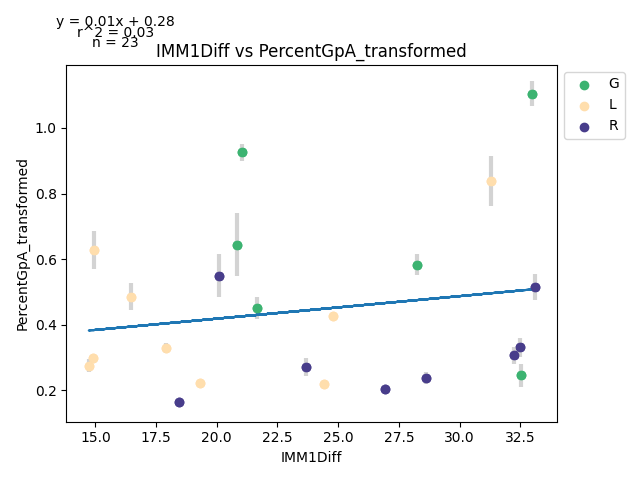 y = 0.01x + 0.28
r^2 = 0.03
n = 23
IMM1Diff vs PercentGpA_transformed
G
L
R
PercentGpA_transformed
1.0
0.8
0.6
0.4
0.2
15.0 17.5 20.0 22.5 25.0 27.5 30.0 32.5
IMM1Diff